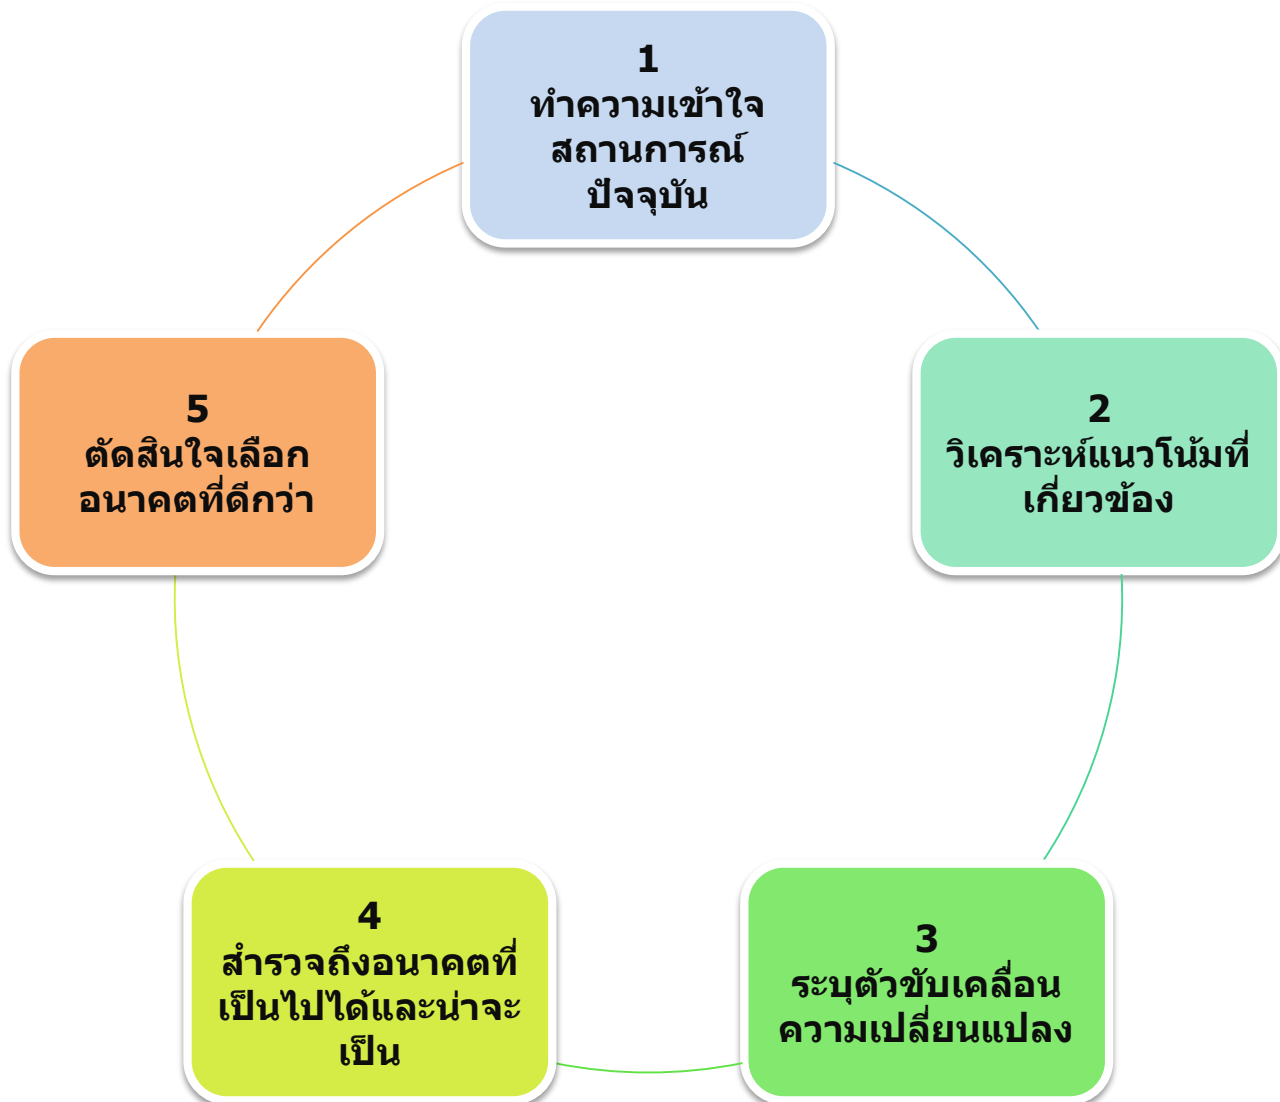 1
ทำความเข้าใจ
สถานการณ์
ปัจจุบัน
2
วิเคราะห์แนวโน้มที่
เกี่ยวข้อง
3
ระบุตัวขับเคลื่อน
ความเปลี่ยนแปลง
4
สำรวจถึงอนาคตที่
เป็นไปได้และน่าจะ
เป็น
5
ตัดสินใจเลือก
อนาคตที่ดีกว่า